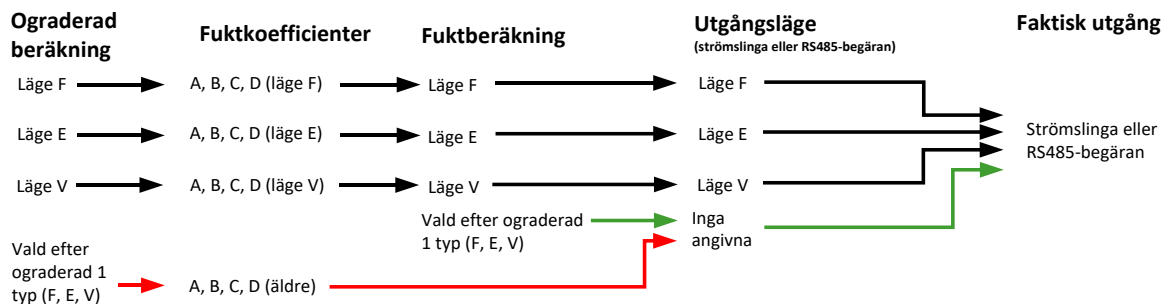 Ograderad
beräkning
Fuktkoefficienter
Fuktberäkning
Utgångsläge
(strömslinga eller RS485-begäran)
Faktisk utgång
Läge F
A, B, C, D (läge F)
Läge F
Läge F
Läge E
A, B, C, D (läge E)
Läge E
Läge E
Strömslinga eller
RS485-begäran
Läge V
A, B, C, D (läge V)
Läge V
Läge V
Vald efter ograderad
1 typ (F, E, V)
Inga
angivna
Vald efter
ograderad 1
typ (F, E, V)
A, B, C, D (äldre)